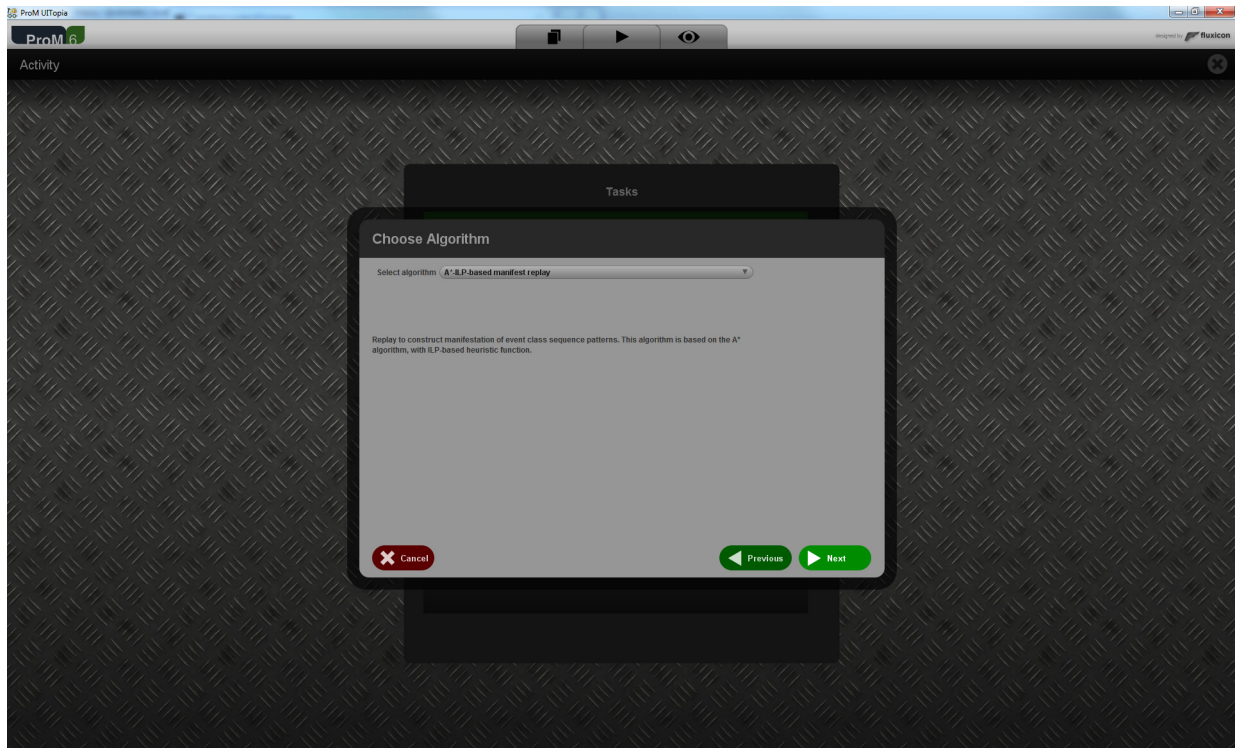 ProM UITopia
ProM 6
designed by fluxicon
Activity
Tasks
Choose Algorithm
Select algorithm A*-ILP-based manifest replay
Replay to construct manifestation of event class sequence patterns. This algorithm is based on the A*
algorithm, with ILP-based heuristic function.
Cancel
Previous
Next